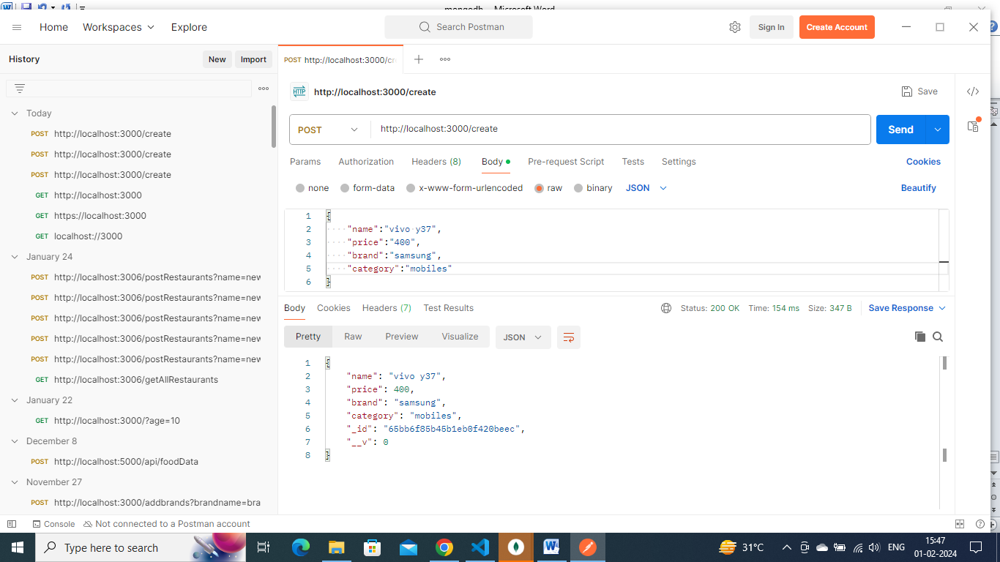 mongodb - Microsoft Word
Home
Workspaces
Explore
Search Postman
Sign In
Create Account
History
New
Import
POST http://localhost:3000/cr
http://localhost:3000/create
Save
Today
POST http://localhost:3000/create
POST http://localhost:3000/create
POST http://localhost:3000/create
GET http://localhost:3000
GET https://localhost:3000
GET localhost://3000
January 24
POST http://localhost:3006/postRestaurants?name=new
POST http://localhost:3006/postRestaurants?name=new
POST http://localhost:3006/postRestaurants?name=new
POST http://localhost:3006/postRestaurants?name=new
POST http://localhost:3006/postRestaurants?name=new
GET http://localhost:3006/getAllRestaurants
January 22
GET http://localhost:3000/?age=10
December 8
POST http://localhost:5000/api/foodData
November 27
POST http://localhost:3000/addbrands?brandname=bra
HTTP
POST
http://localhost:3000/create
Send
Params Authorization Headers (8) Body Pre-request Script Tests Settings Cookies
none form-data x-www-form-urlencoded raw binary JSON Beautify
1 {
2 "name":"vivo y37",
3 "price":"400",
4 "brand":"samsung",
5 "category":"mobiles"
6 }
Body Cookies Headers (7) Test Results
Status: 200 OK Time: 154 ms Size: 347 B Save Response
Pretty Raw Preview Visualize JSON
1 {
2 "name": "vivo y37",
3 "price": 400,
4 "brand": "samsung",
5 "category": "mobiles",
6 "_id": "65bb6f85b45b1eb0f420beec",
7 "__v": 0
8 }
Console Not connected to a Postman account
Type here to search
31°C
ENG
15:47
01-02-2024